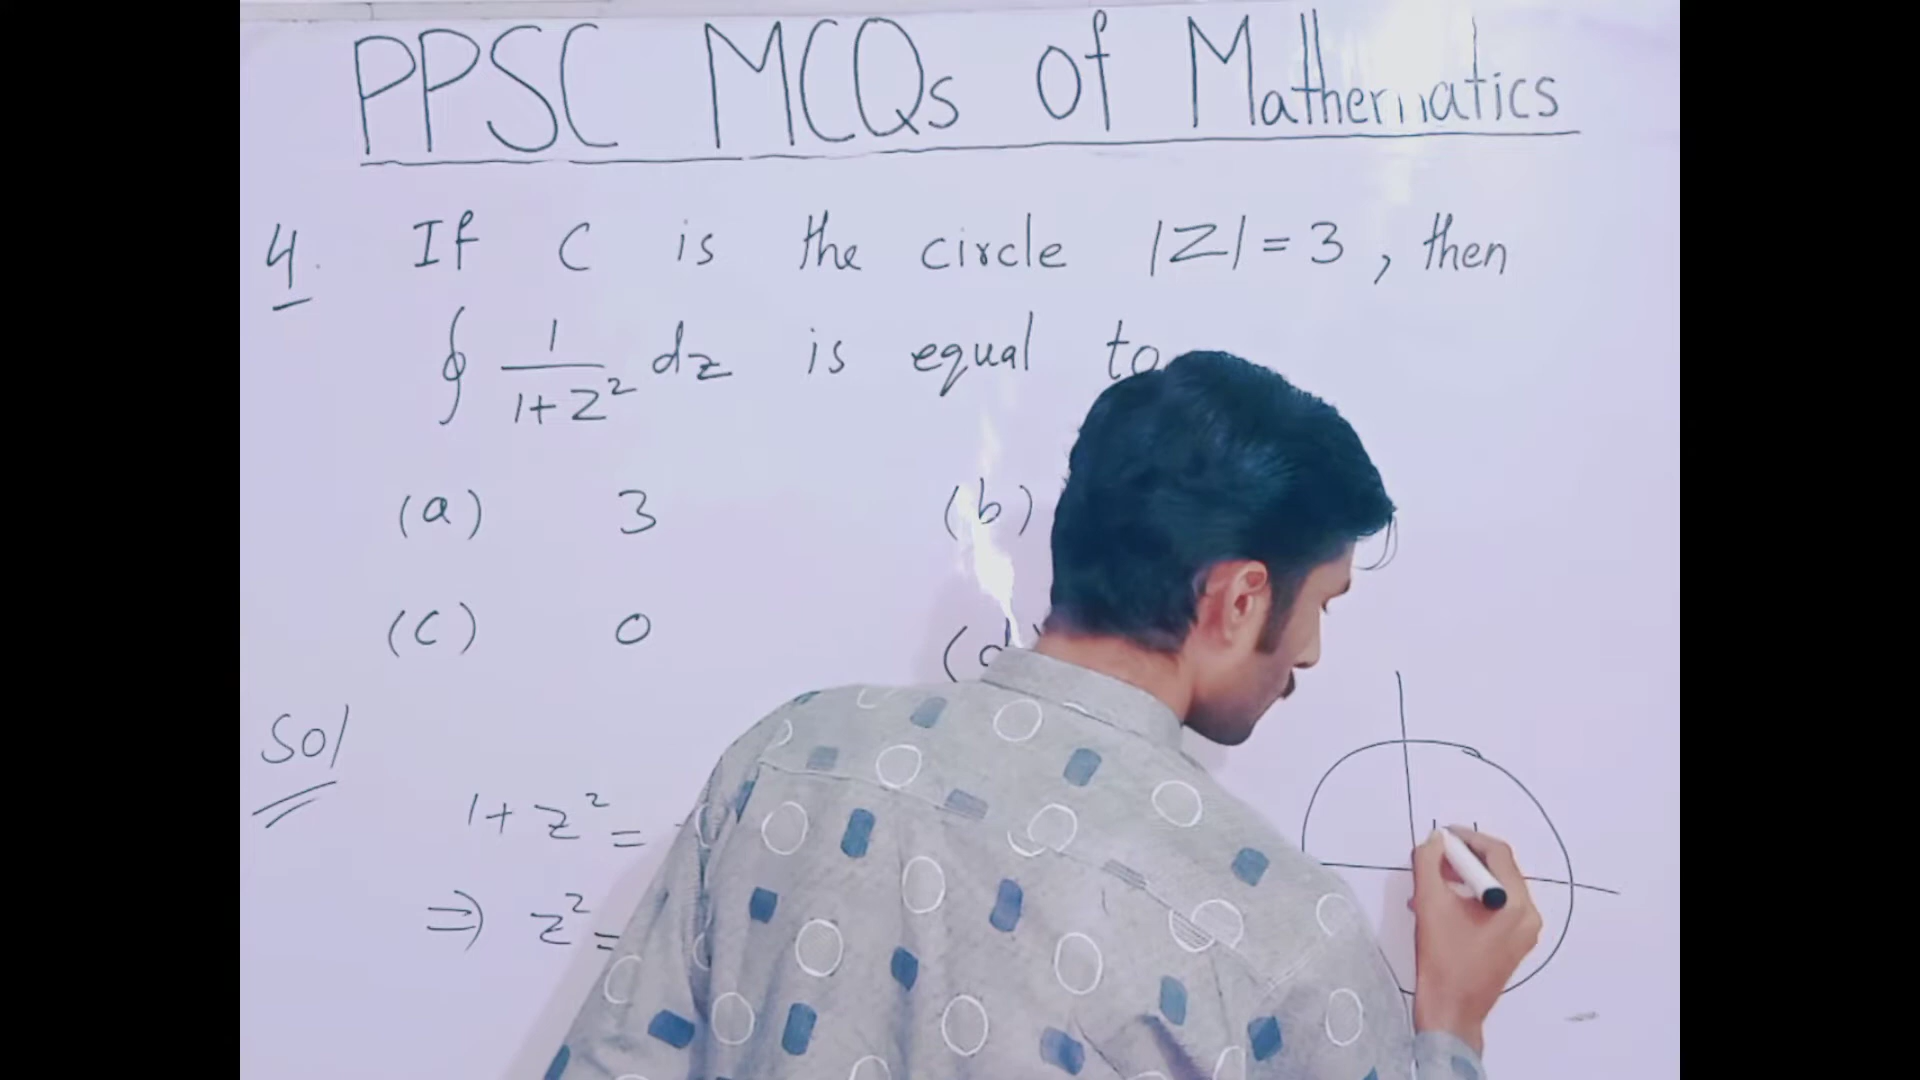 PPSC MCQs of Mathematics
4. If C is the circle |Z| = 3, then
∮ 1/(1+Z²) dz is equal to
(a) 3 (b)
(c) 0 (d)
Sol
1+z² =
⇒ z² =